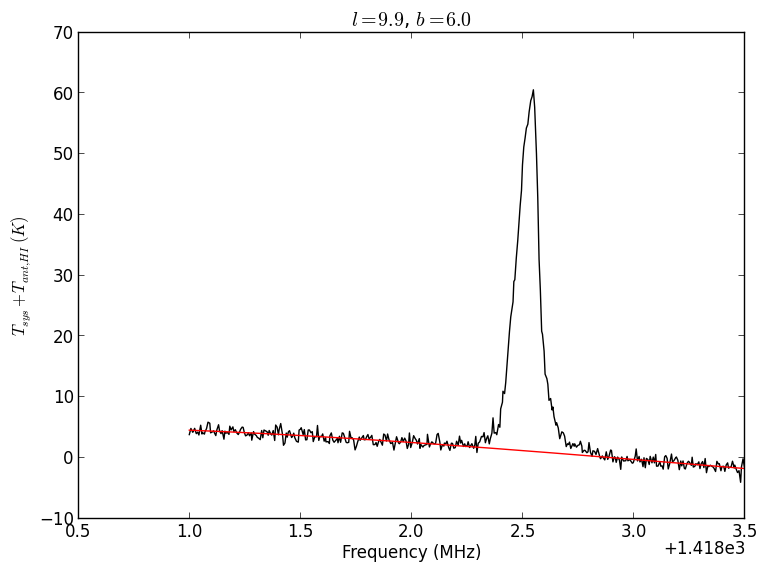 l = 9.9, b = 6.0
70
60
50
40
30
20
10
0
−10
T_sys + T_ant,HI (K)
0.5 1.0 1.5 2.0 2.5 3.0 3.5
Frequency (MHz)
+1.418e3